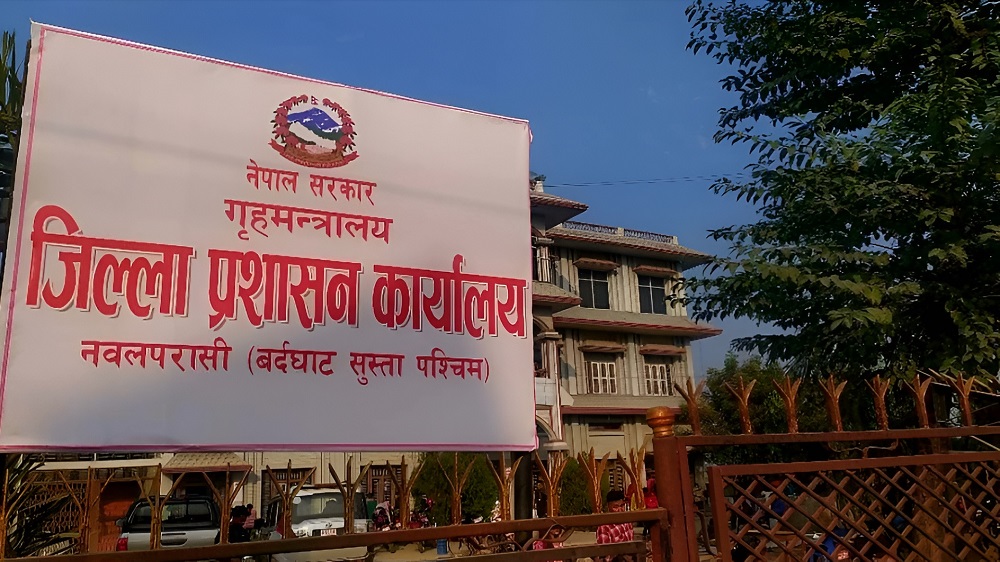 नेपाल सरकार
गृहमन्त्रालय
जिल्ला प्रशासन कार्यालय
नवलपरासी (बर्दघाट सुस्ता पश्चिम)